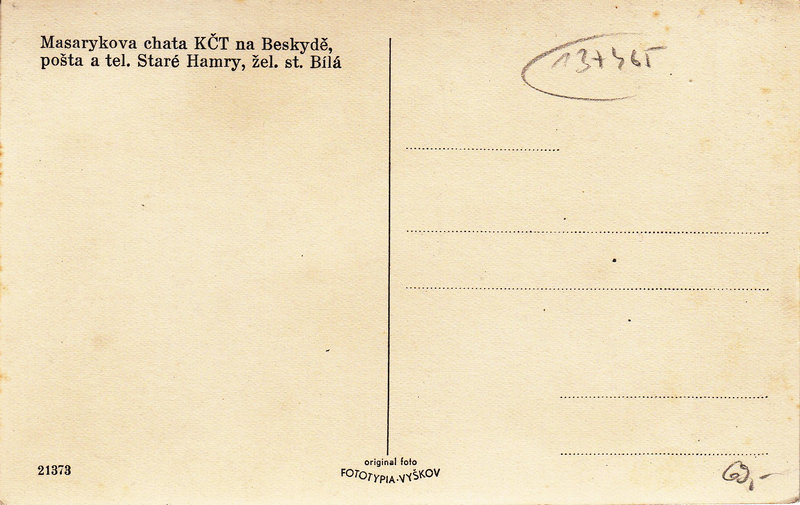 Masarykova chata KČT na Beskydě,
pošta a tel. Staré Hamry, žel. st. Bílá
21373
original foto
FOTOTYPIA-VYŠKOV